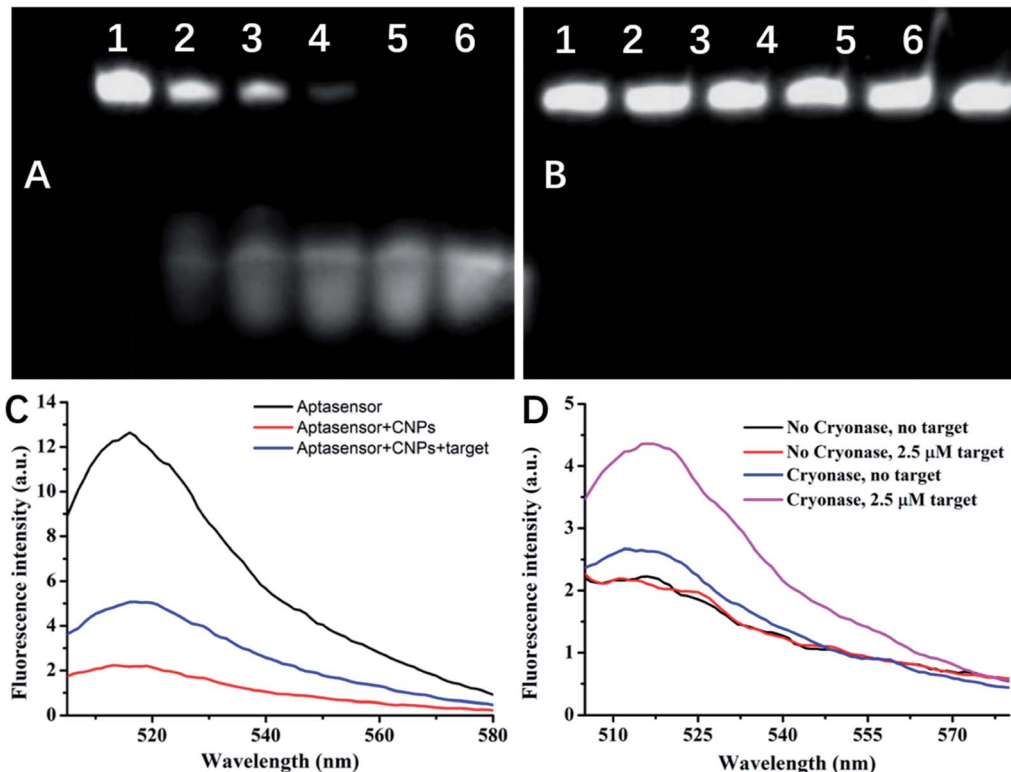 1 2 3 4 5 6
A
1 2 3 4 5 6
B
C
14
12
10
8
6
4
2
0
Fluorescence intensity (a.u.)
Aptasensor
Aptasensor+CNPs
Aptasensor+CNPs+target
520 540 560 580
Wavelength (nm)
D
5
4
3
2
1
0
Fluorescence intensity (a.u.)
No Cryonase, no target
No Cryonase, 2.5 μM target
Cryonase, no target
Cryonase, 2.5 μM target
510 525 540 555 570
Wavelength (nm)